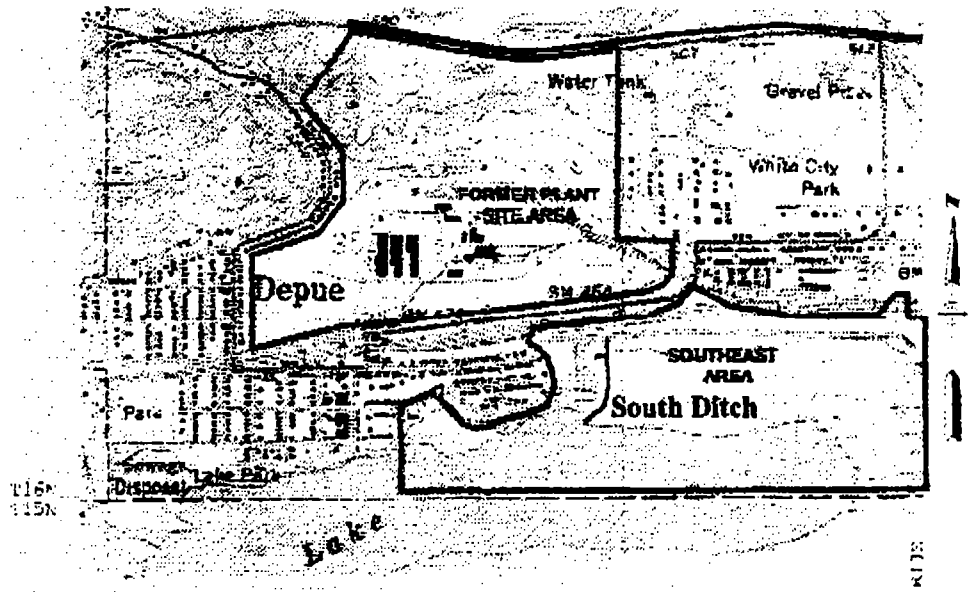 Water Tank
Gravel Pits
White City
Park
FORMER PLANT
SITE AREA
Depue
SOUTHEAST
AREA
South Ditch
Park
Sewage
Disposal
Lake Park
T16N
T15N
Lake